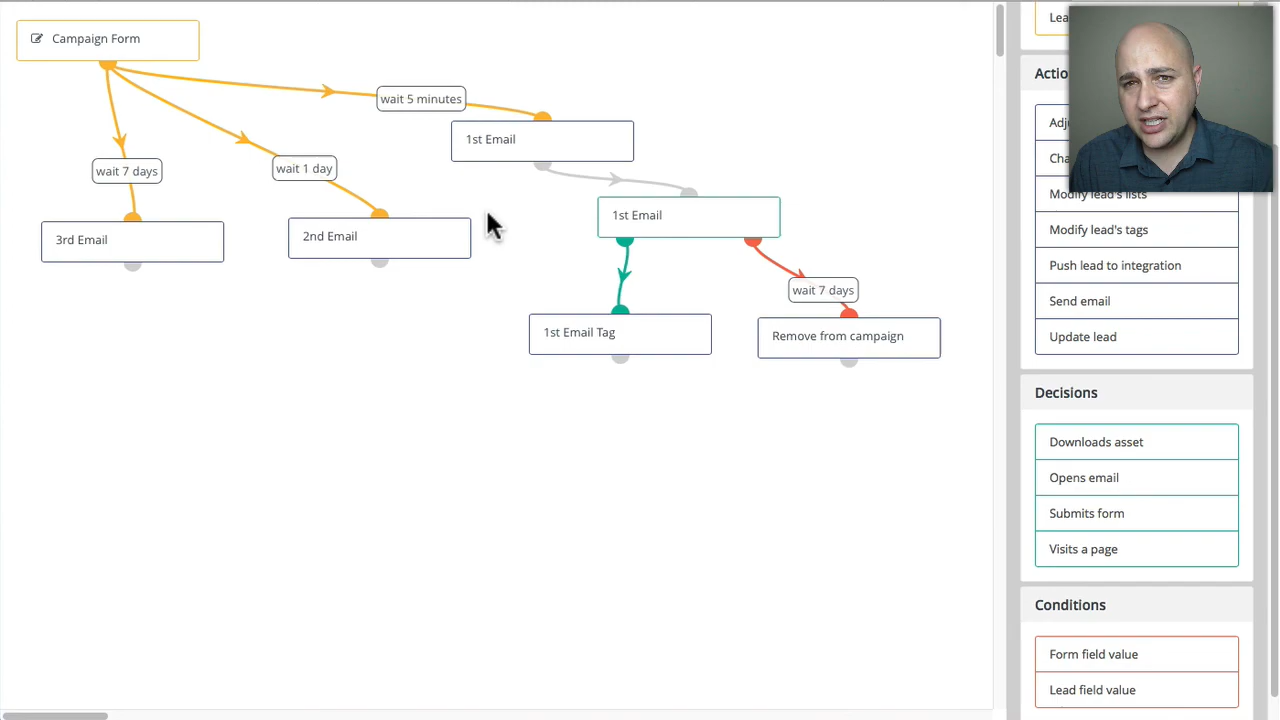 Campaign Form
wait 5 minutes
1st Email
wait 7 days
wait 1 day
3rd Email
2nd Email
1st Email
wait 7 days
1st Email Tag
Remove from campaign
Modify lead's lists
Modify lead's tags
Push lead to integration
Send email
Update lead
Decisions
Downloads asset
Opens email
Submits form
Visits a page
Conditions
Form field value
Lead field value